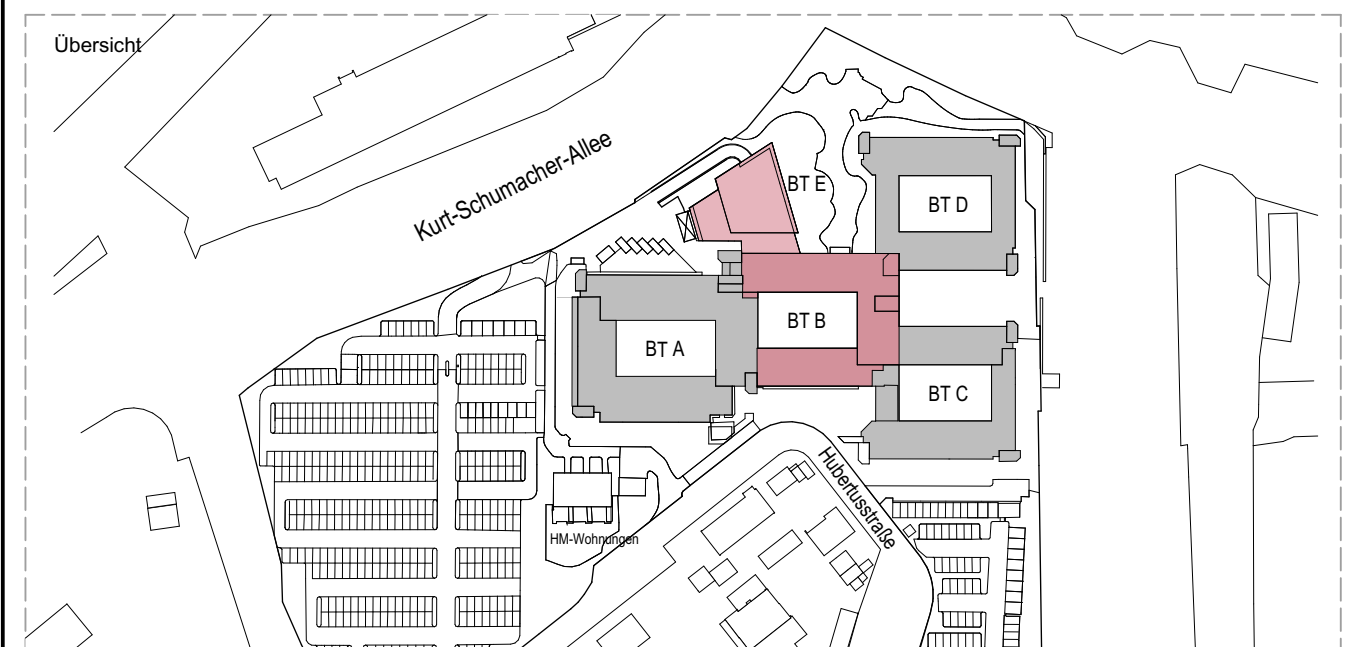 Übersicht
Kurt-Schumacher-Allee
BT E
BT D
BT B
BT A
BT C
Hubertusstraße
HM-Wohnungen